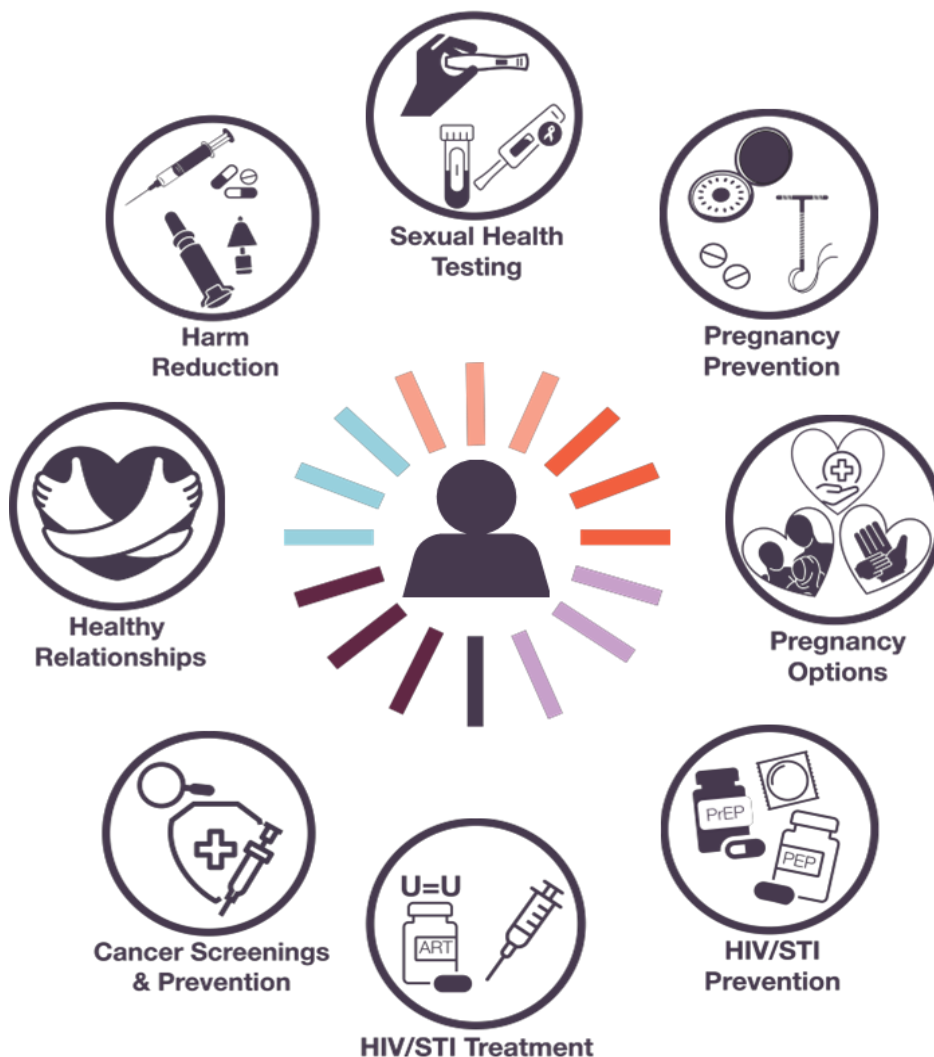 Sexual Health
Testing
Pregnancy
Prevention
Pregnancy
Options
PrEP
PEP
HIV/STI
Prevention
U=U
ART
HIV/STI Treatment
Cancer Screenings
& Prevention
Healthy
Relationships
Harm
Reduction